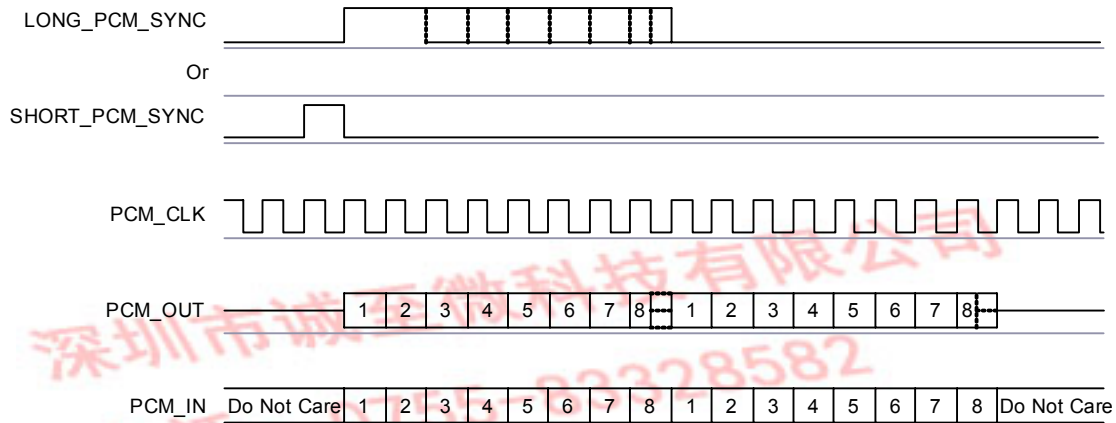 LONG_PCM_SYNC
Or
SHORT_PCM_SYNC
PCM_CLK
PCM_OUT 1 2 3 4 5 6 7 8 1 2 3 4 5 6 7 8
PCM_IN Do Not Care 1 2 3 4 5 6 7 8 1 2 3 4 5 6 7 8 Do Not Care
深圳市诚至微科技有限公司
0755-83328582